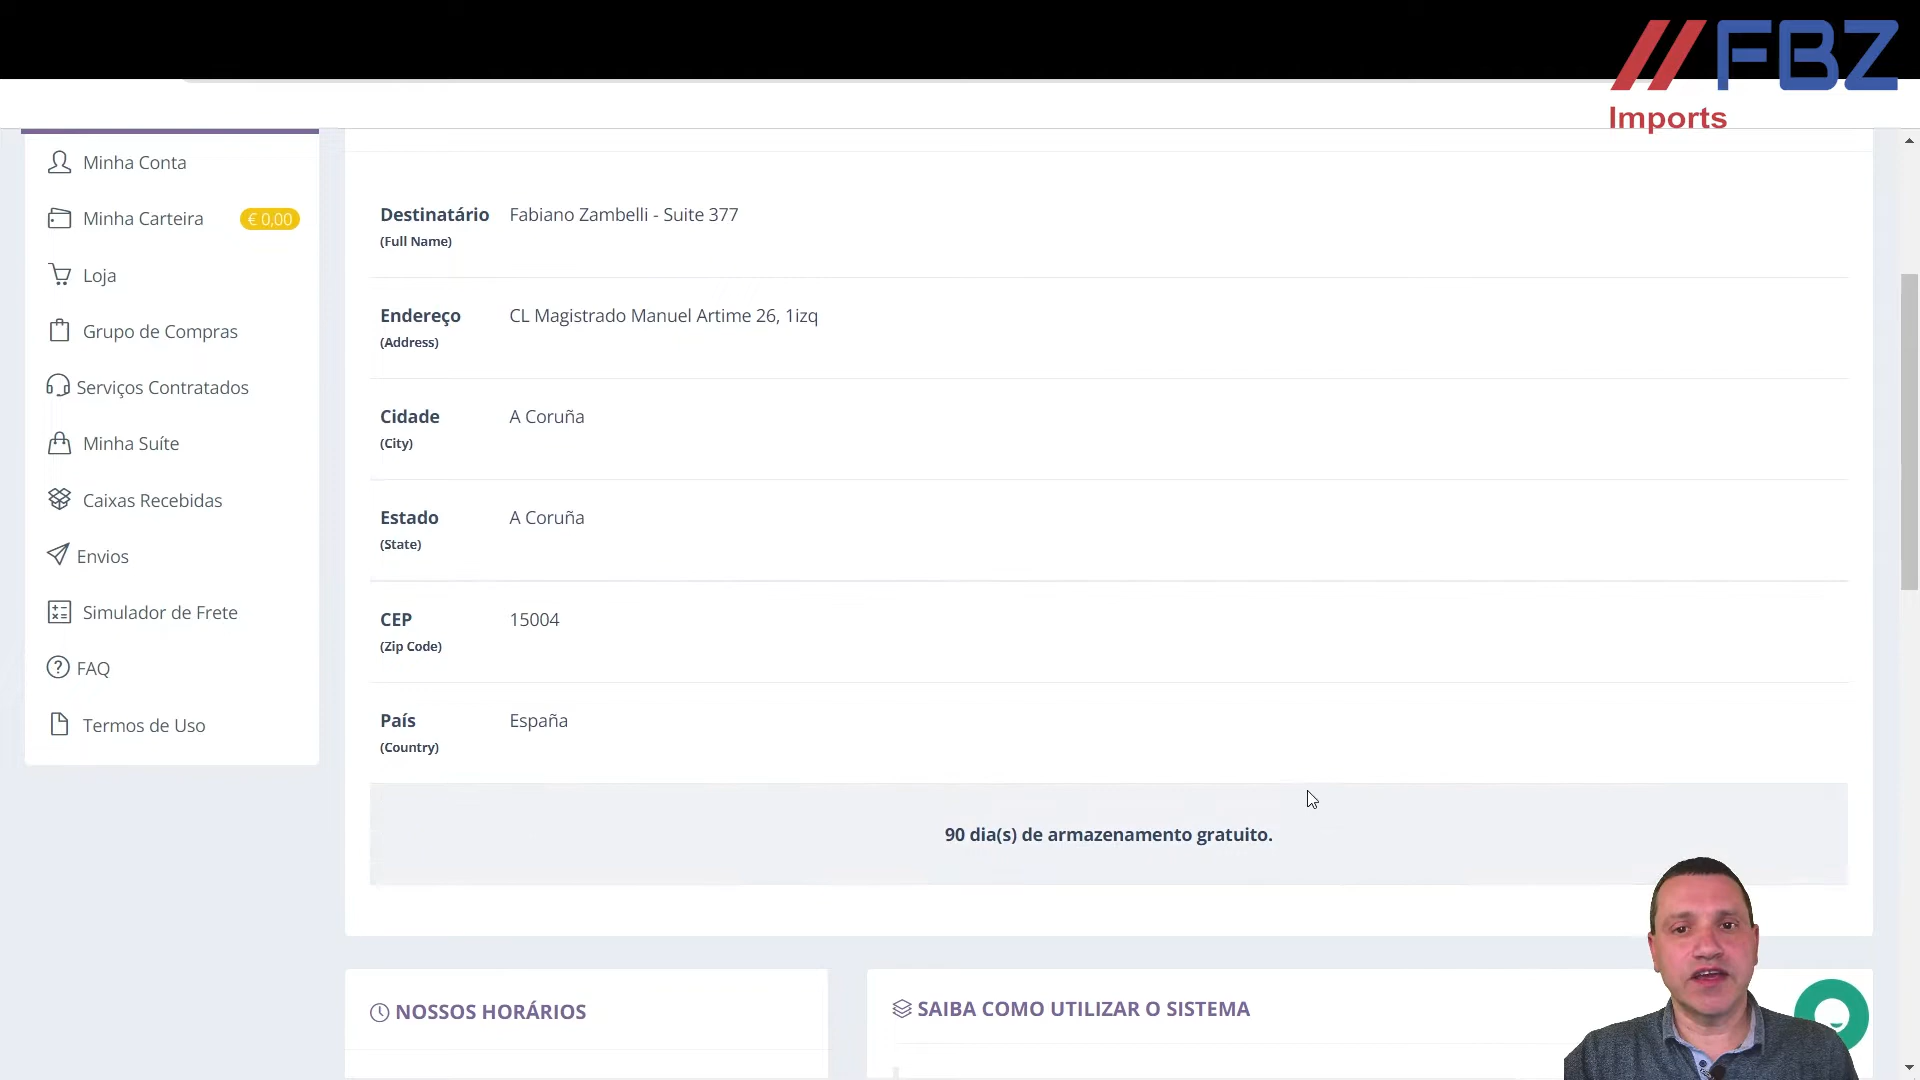 FBZ
Imports
Minha Conta
Minha Carteira € 0,00
Loja
Grupo de Compras
Serviços Contratados
Minha Suíte
Caixas Recebidas
Envios
Simulador de Frete
FAQ
Termos de Uso
Destinatário Fabiano Zambelli - Suite 377
(Full Name)
Endereço CL Magistrado Manuel Artime 26, 1izq
(Address)
Cidade A Coruña
(City)
Estado A Coruña
(State)
CEP 15004
(Zip Code)
País España
(Country)
90 dia(s) de armazenamento gratuito.
NOSSOS HORÁRIOS
SAIBA COMO UTILIZAR O SISTEMA